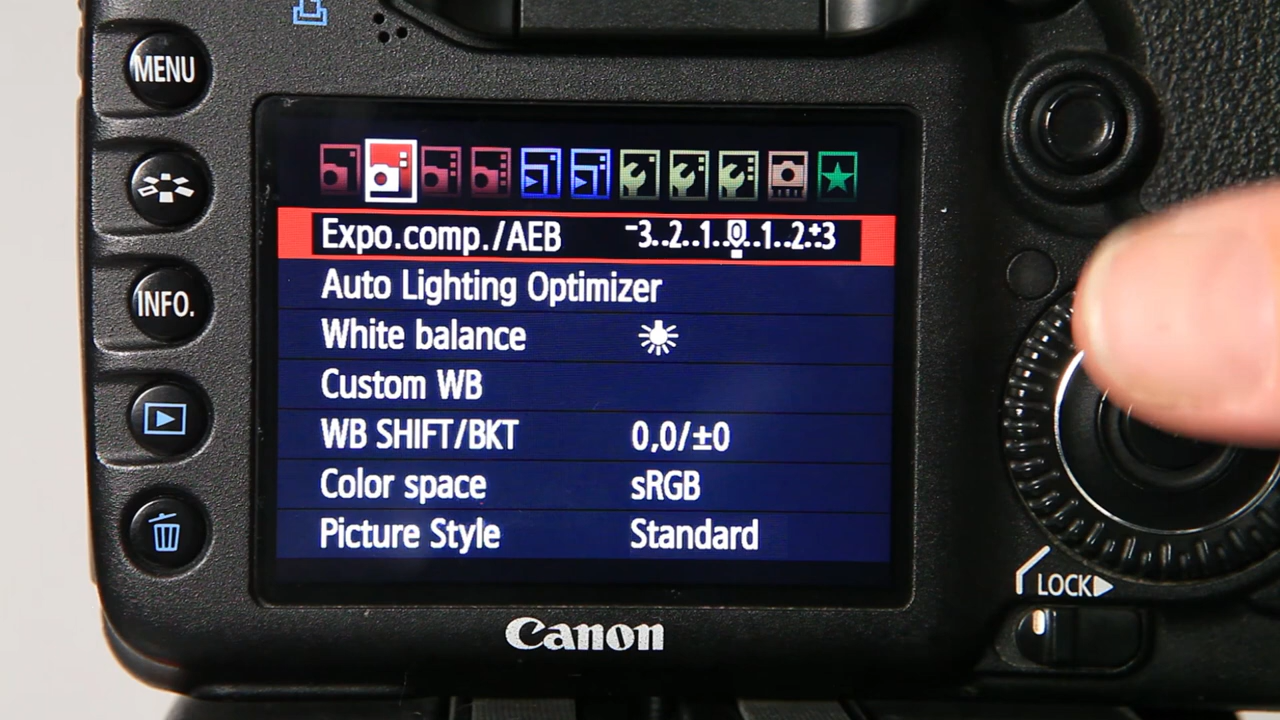 MENU
Expo.comp./AEB -3..2..1..0..1..2.+3
Auto Lighting Optimizer
White balance
INFO.
Custom WB
WB SHIFT/BKT 0,0/±0
Color space sRGB
Picture Style Standard
LOCK
Canon